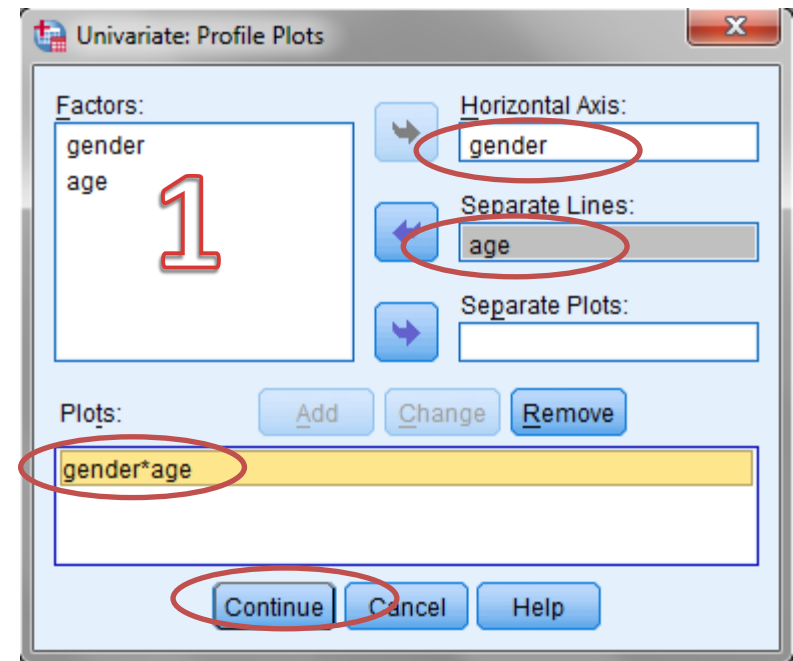 Univariate: Profile Plots
x
Factors:
gender
age
1
Horizontal Axis:
gender
Separate Lines:
age
Separate Plots:
Plots:
Add
Change
Remove
gender*age
Continue
Cancel
Help